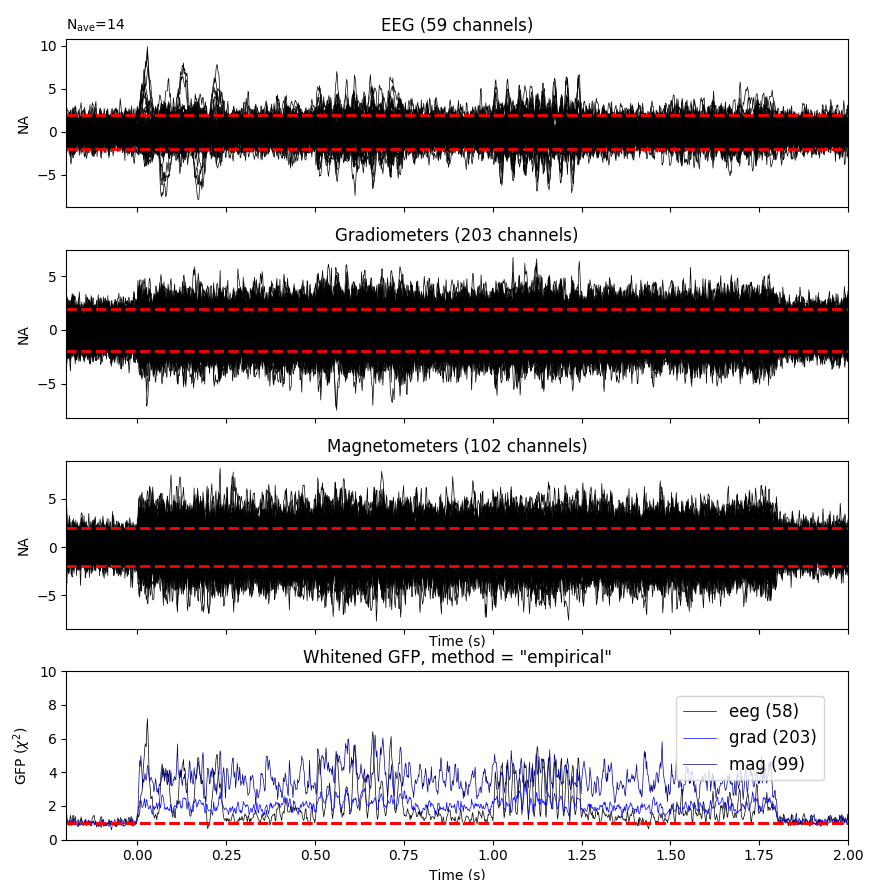 N_ave=14
EEG (59 channels)
10
5
0
−5
NA
Gradiometers (203 channels)
5
0
−5
NA
Magnetometers (102 channels)
5
0
−5
NA
Time (s)
Whitened GFP, method = "empirical"
10
8
6
4
2
0
GFP (χ²)
eeg (58)
grad (203)
mag (99)
0.00 0.25 0.50 0.75 1.00 1.25 1.50 1.75 2.00
Time (s)